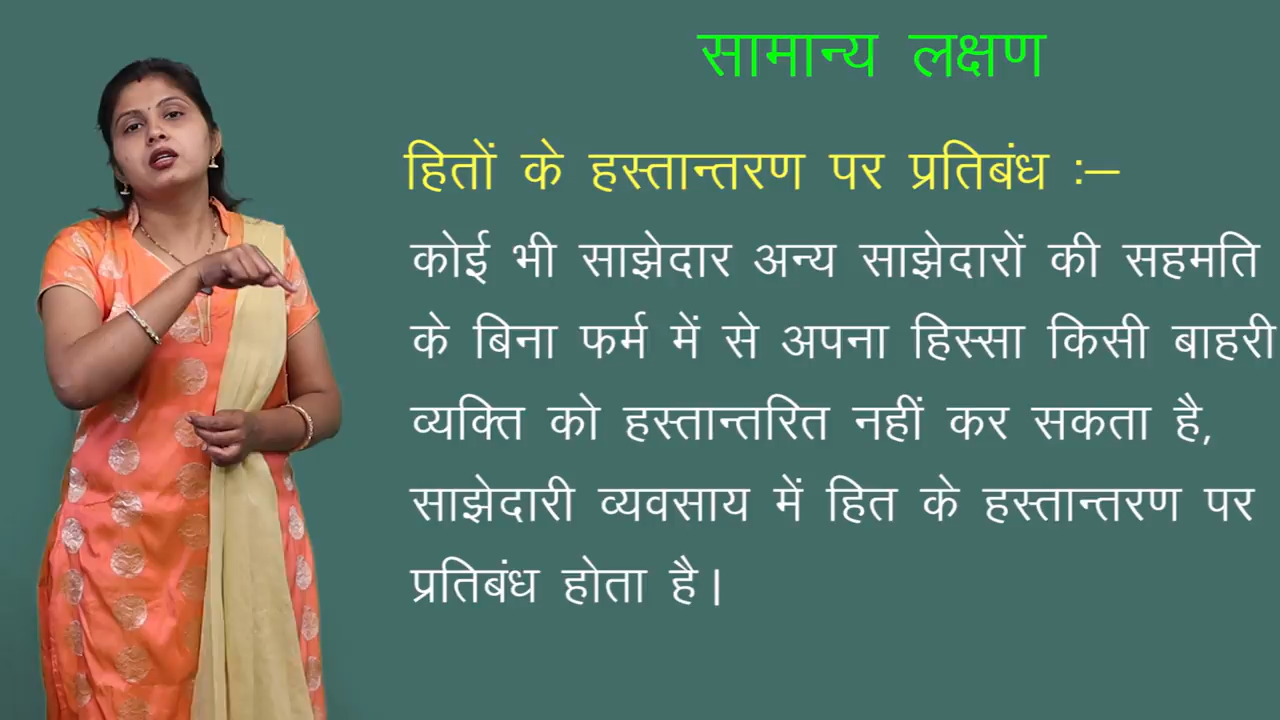 सामान्य लक्षण
हितों के हस्तान्तरण पर प्रतिबंध :–
कोई भी साझेदार अन्य साझेदारों की सहमति
के बिना फर्म में से अपना हिस्सा किसी बाहरी
व्यक्ति को हस्तान्तरित नहीं कर सकता है,
साझेदारी व्यवसाय में हित के हस्तान्तरण पर
प्रतिबंध होता है।